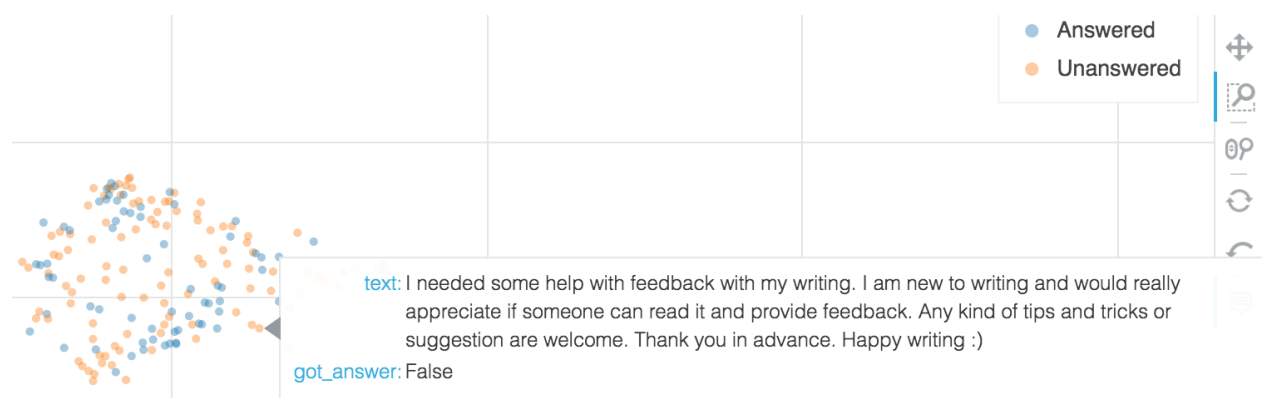 Answered
Unanswered
text: I needed some help with feedback with my writing. I am new to writing and would really
appreciate if someone can read it and provide feedback. Any kind of tips and tricks or
suggestion are welcome. Thank you in advance. Happy writing :)
got_answer: False